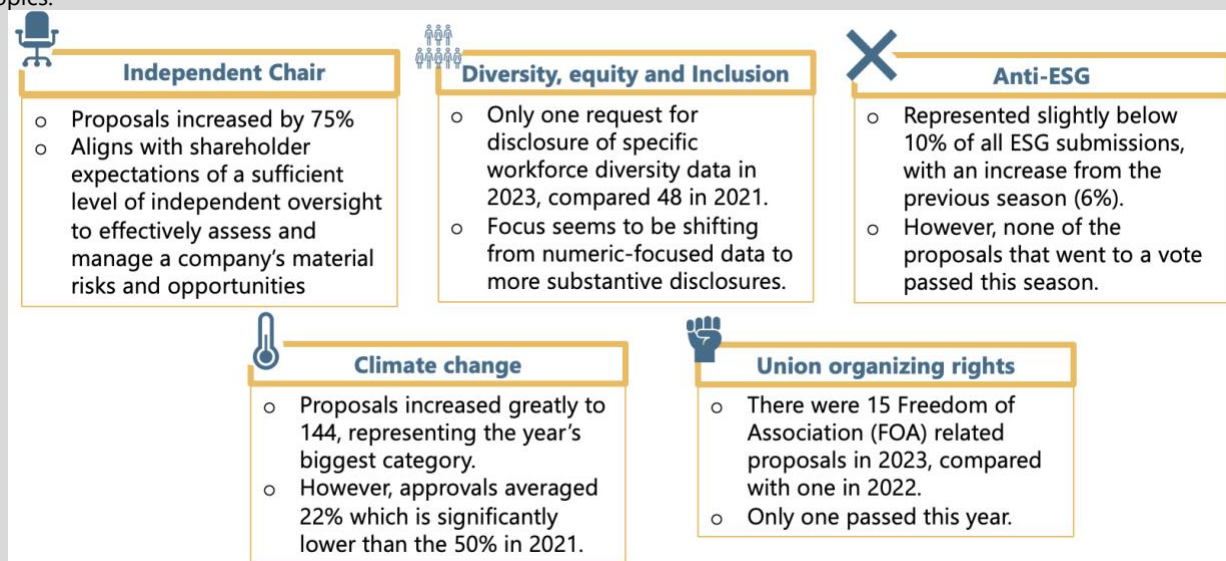 Independent Chair
o Proposals increased by 75%
o Aligns with shareholder
expectations of a sufficient
level of independent oversight
to effectively assess and
manage a company's material
risks and opportunities
Diversity, equity and Inclusion
o Only one request for
disclosure of specific
workforce diversity data in
2023, compared 48 in 2021.
o Focus seems to be shifting
from numeric-focused data to
more substantive disclosures.
Anti-ESG
o Represented slightly below
10% of all ESG submissions,
with an increase from the
previous season (6%).
o However, none of the
proposals that went to a vote
passed this season.
Climate change
o Proposals increased greatly to
144, representing the year's
biggest category.
o However, approvals averaged
22% which is significantly
lower than the 50% in 2021.
Union organizing rights
o There were 15 Freedom of
Association (FOA) related
proposals in 2023, compared
with one in 2022.
o Only one passed this year.